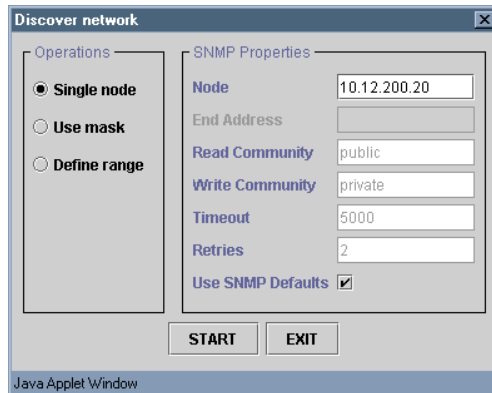 Discover network
Operations
Single node
Use mask
Define range
SNMP Properties
Node 10.12.200.20
End Address
Read Community public
Write Community private
Timeout 5000
Retries 2
Use SNMP Defaults
START EXIT
Java Applet Window